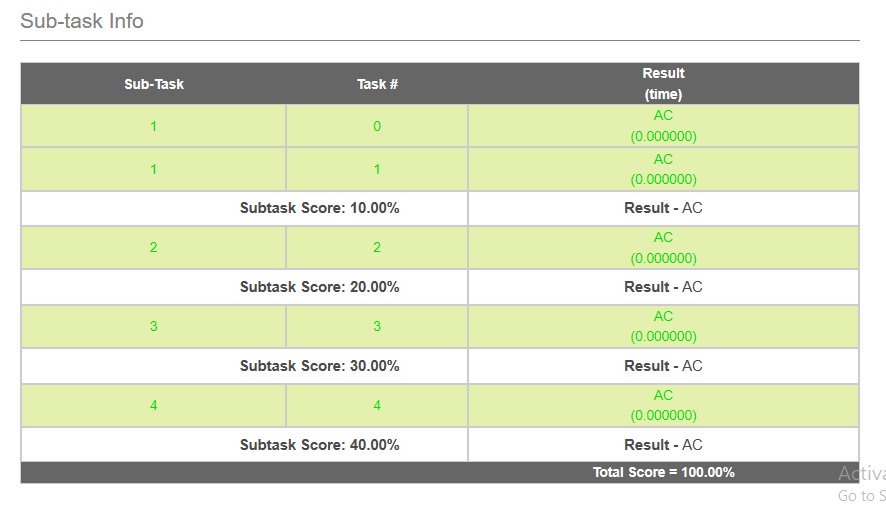 Sub-task Info
Sub-Task Task # Result
(time)
1 0 AC
(0.000000)
1 1 AC
(0.000000)
Subtask Score: 10.00% Result - AC
2 2 AC
(0.000000)
Subtask Score: 20.00% Result - AC
3 3 AC
(0.000000)
Subtask Score: 30.00% Result - AC
4 4 AC
(0.000000)
Subtask Score: 40.00% Result - AC
Total Score = 100.00%
Go to